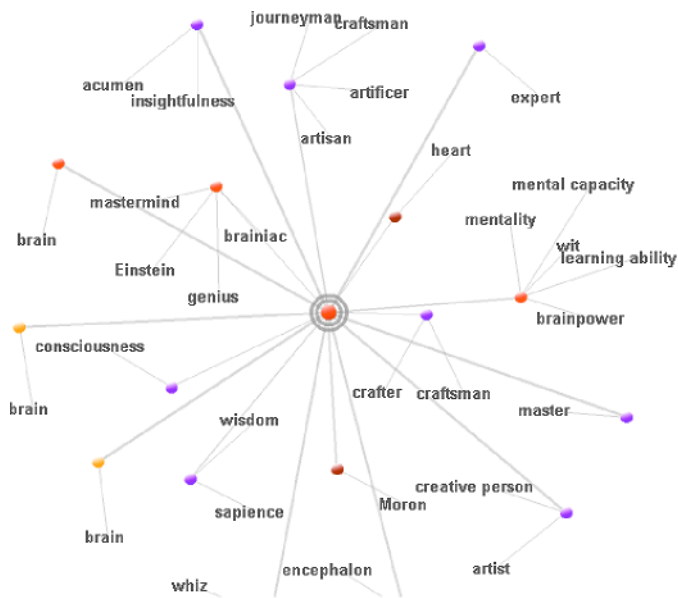 journeyman
craftsman
acumen
insightfulness
artificer
expert
artisan
heart
mental capacity
mastermind
mentality
brain
brainiac
wit
learning ability
Einstein
genius
brainpower
consciousness
crafter
craftsman
brain
master
wisdom
creative person
Moron
sapience
brain
encephalon
artist
whiz